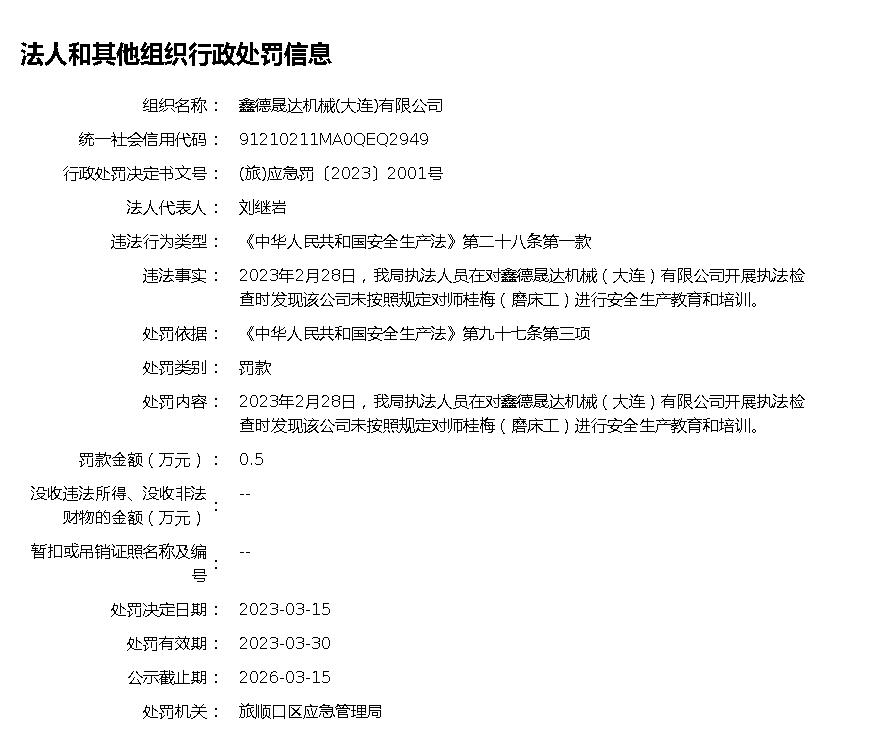 法人和其他组织行政处罚信息
组织名称： 鑫德晟达机械(大连)有限公司
统一社会信用代码： 91210211MA0QEQ2949
行政处罚决定书文号： (旅)应急罚〔2023〕2001号
法人代表人： 刘继岩
违法行为类型： 《中华人民共和国安全生产法》第二十八条第一款
违法事实： 2023年2月28日，我局执法人员在对鑫德晟达机械（大连）有限公司开展执法检
查时发现该公司未按照规定对师桂梅（磨床工）进行安全生产教育和培训。
处罚依据： 《中华人民共和国安全生产法》第九十七条第三项
处罚类别： 罚款
处罚内容： 2023年2月28日，我局执法人员在对鑫德晟达机械（大连）有限公司开展执法检
查时发现该公司未按照规定对师桂梅（磨床工）进行安全生产教育和培训。
罚款金额（万元）： 0.5
没收违法所得、没收非法
财物的金额（万元）： --
暂扣或吊销证照名称及编
号： --
处罚决定日期： 2023-03-15
处罚有效期： 2023-03-30
公示截止期： 2026-03-15
处罚机关： 旅顺口区应急管理局